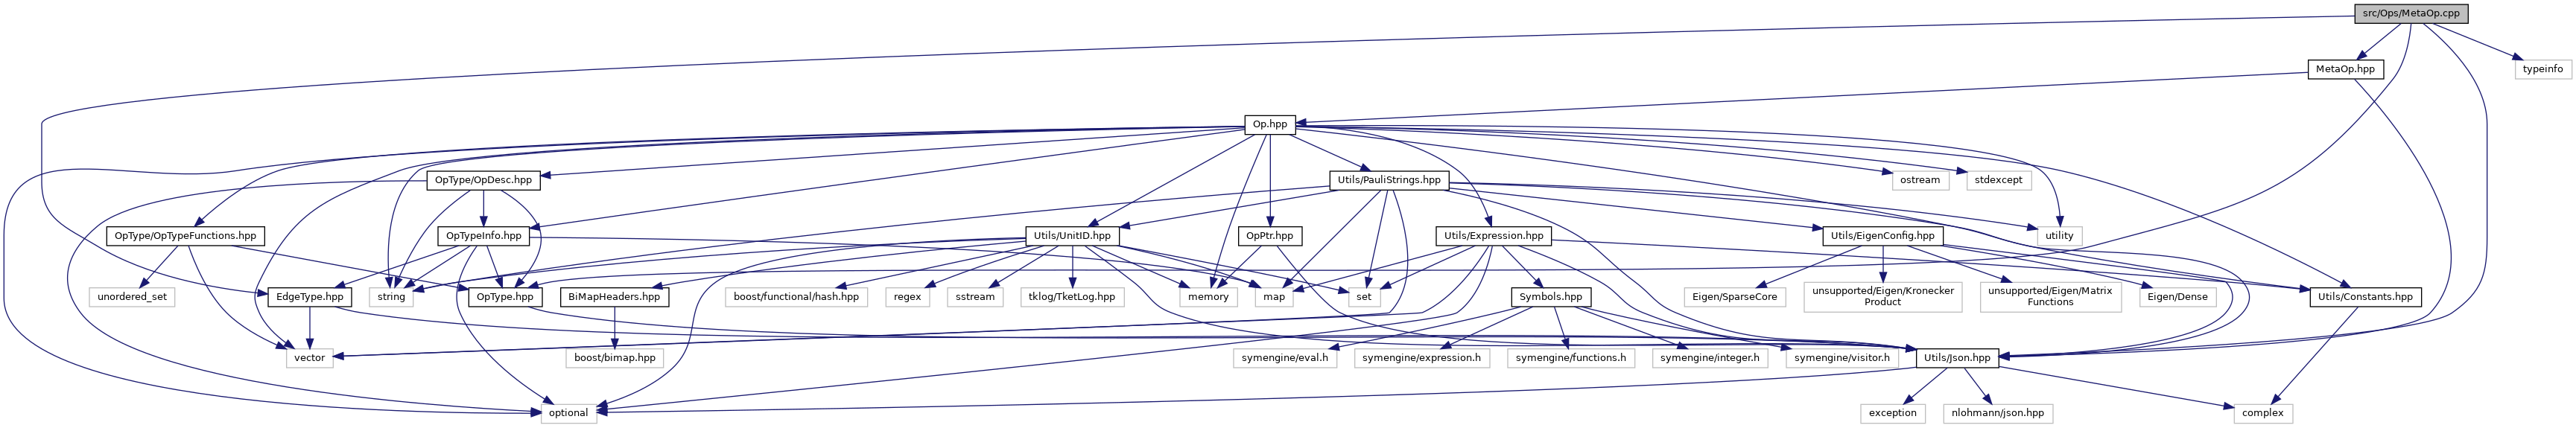 src/Ops/MetaOp.cpp
MetaOp.hpp
typeinfo
Op.hpp
OpType/OpDesc.hpp
Utils/PauliStrings.hpp
ostream
stdexcept
OpType/OpTypeFunctions.hpp
OpTypeInfo.hpp
Utils/UnitID.hpp
OpPtr.hpp
Utils/Expression.hpp
Utils/EigenConfig.hpp
utility
unordered_set
EdgeType.hpp
string
OpType.hpp
BiMapHeaders.hpp
boost/functional/hash.hpp
regex
sstream
tklog/TketLog.hpp
memory
map
set
Symbols.hpp
Eigen/SparseCore
unsupported/Eigen/Kronecker
Product
unsupported/Eigen/Matrix
Functions
Eigen/Dense
Utils/Constants.hpp
vector
boost/bimap.hpp
symengine/eval.h
symengine/expression.h
symengine/functions.h
symengine/integer.h
symengine/visitor.h
Utils/Json.hpp
optional
exception
nlohmann/json.hpp
complex